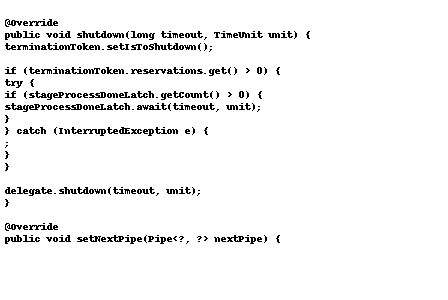 @Override
public void shutdown(long timeout, TimeUnit unit) {
terminationToken.setIsToShutdown();
if (terminationToken.reservations.get() > 0) {
try {
if (stageProcessDoneLatch.getCount() > 0) {
stageProcessDoneLatch.await(timeout, unit);
}
} catch (InterruptedException e) {
;
}
}
delegate.shutdown(timeout, unit);
}
@Override
public void setNextPipe(Pipe<?, ?> nextPipe) {